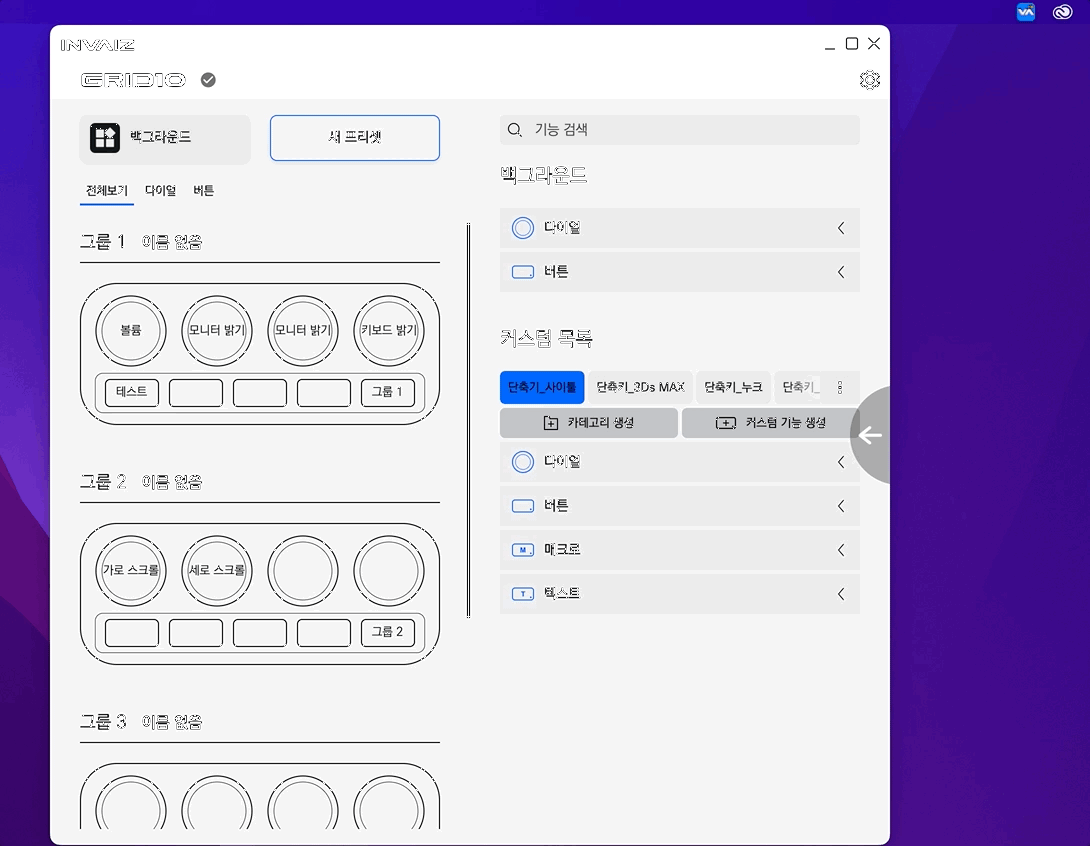 INVAIZ
GRID10
백그라운드
새 프리셋
전체보기 다이얼 버튼
그룹 1 이름 없음
볼륨 모니터 밝기 모니터 밝기 키보드 밝기
테스트 그룹 1
그룹 2 이름 없음
가로 스크롤 세로 스크롤
그룹 2
그룹 3 이름 없음
기능 검색
백그라운드
다이얼
버튼
커스텀 목록
단축키_사이툴 단축키_3Ds MAX 단축키_누크 단축키_
카테고리 생성 커스텀 기능 생성
다이얼
버튼
M 매크로
T 텍스트